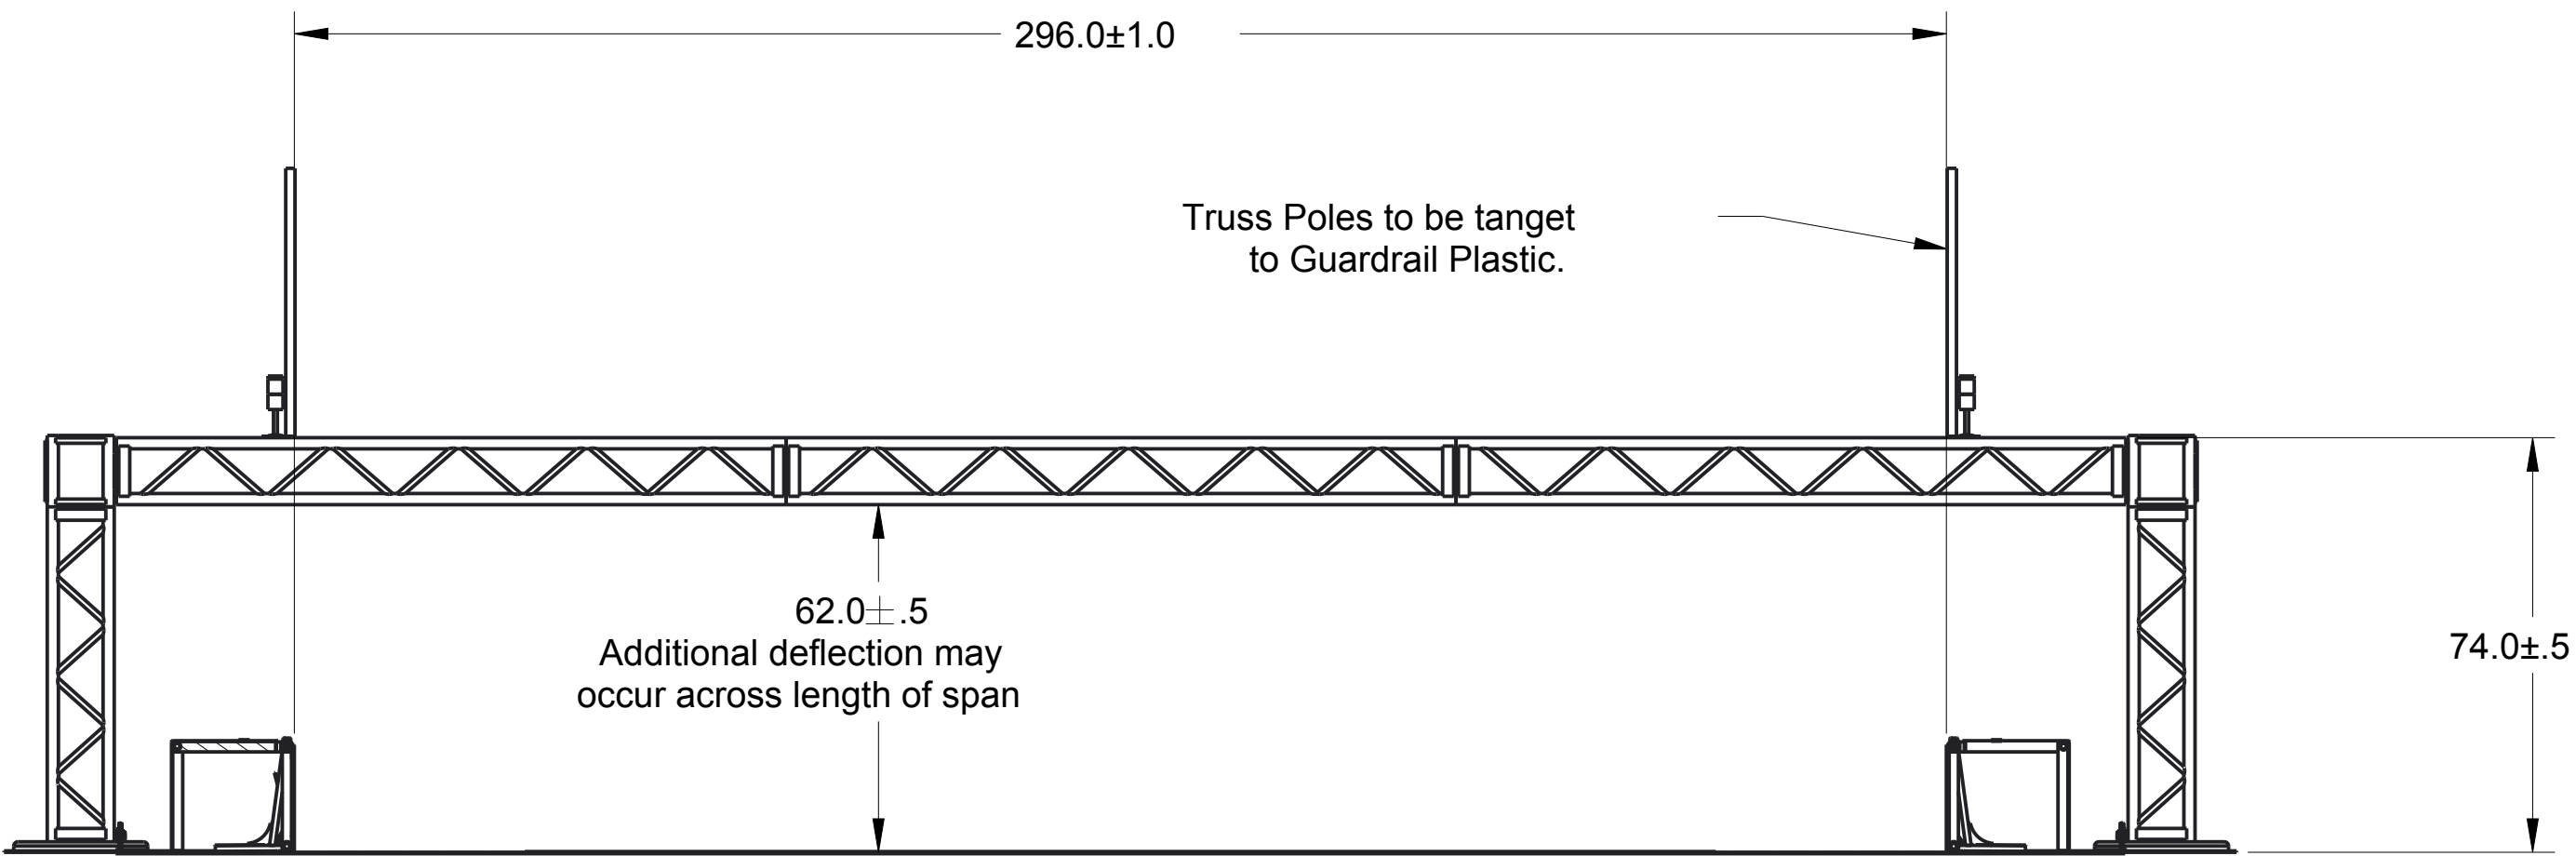 296.0±1.0
Truss Poles to be tanget
to Guardrail Plastic.
62.0± .5
Additional deflection may
occur across length of span
74.0±.5